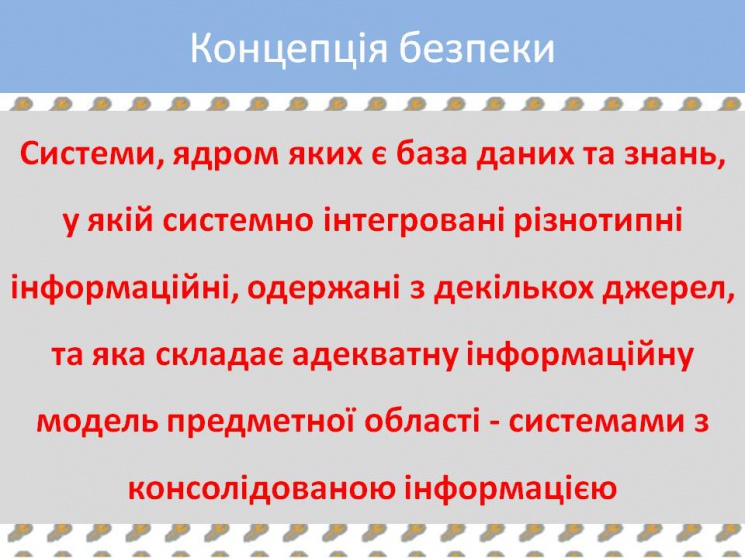 Концепція безпеки
Системи, ядром яких є база даних та знань,
у якій системно інтегровані різнотипні
інформаційні, одержані з декількох джерел,
та яка складає адекватну інформаційну
модель предметної області - системами з
консолідованою інформацією